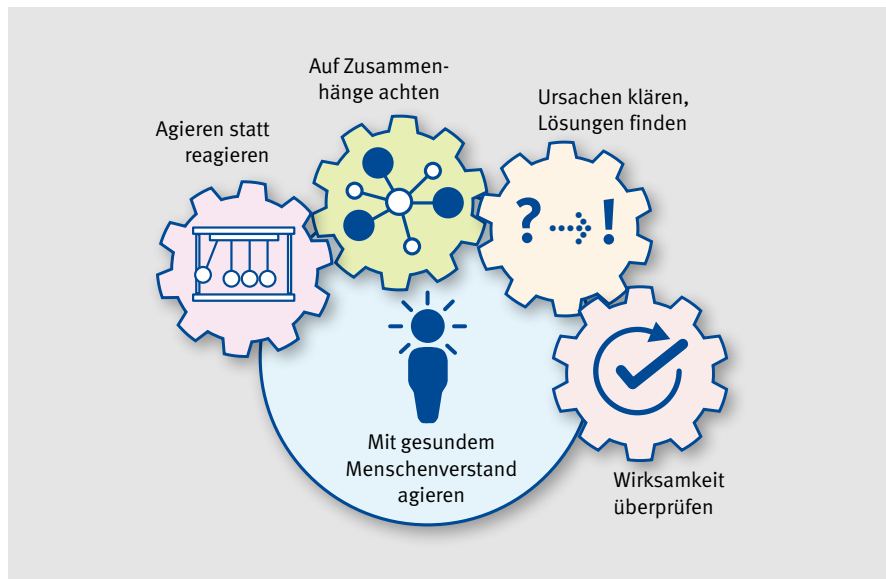 Auf Zusammen-
hänge achten
Ursachen klären,
Lösungen finden
Agieren statt
reagieren
? !
Mit gesundem
Menschenverstand
agieren
Wirksamkeit
überprüfen